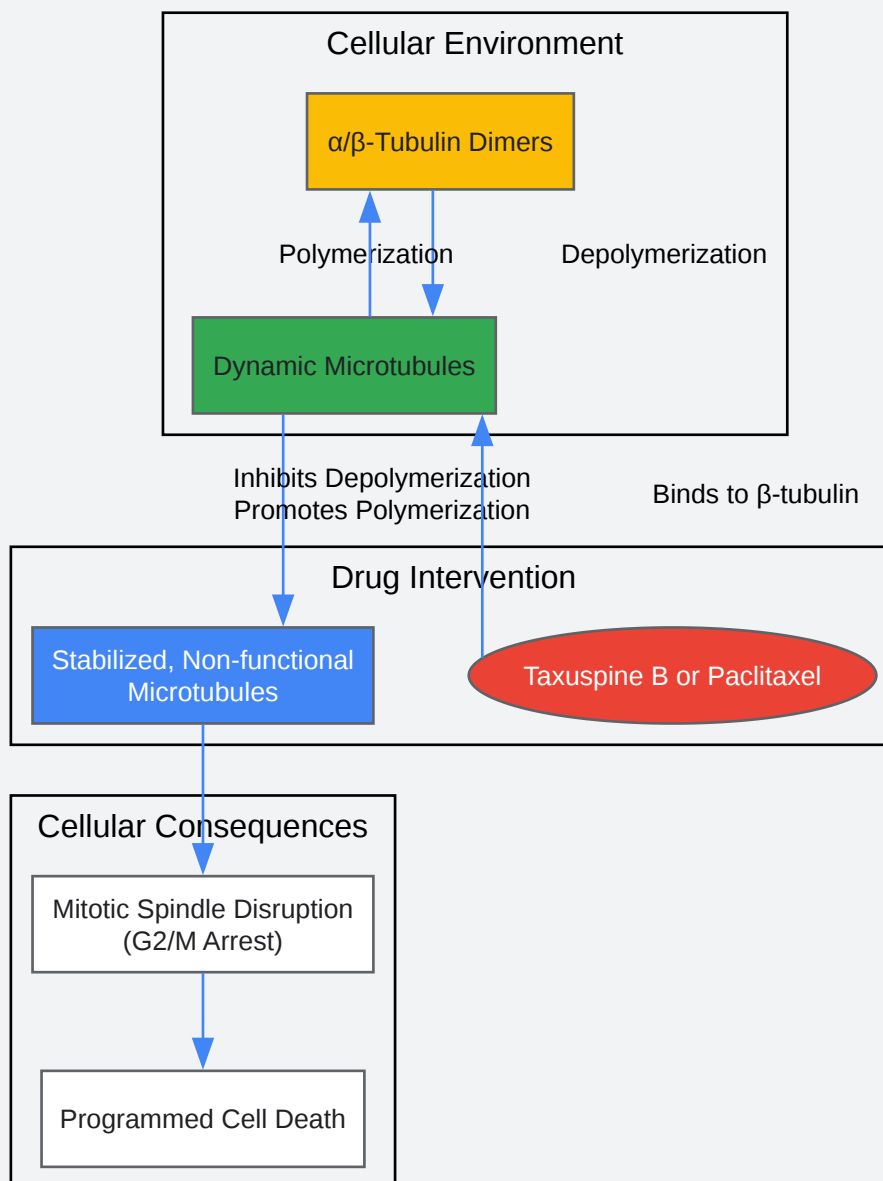 Cellular Environment
α/β-Tubulin Dimers
Polymerization
Depolymerization
Dynamic Microtubules
Inhibits Depolymerization
Promotes Polymerization
Binds to β-tubulin
Drug Intervention
Stabilized, Non-functional
Microtubules
Taxuspine B or Paclitaxel
Cellular Consequences
Mitotic Spindle Disruption
(G2/M Arrest)
Programmed Cell Death